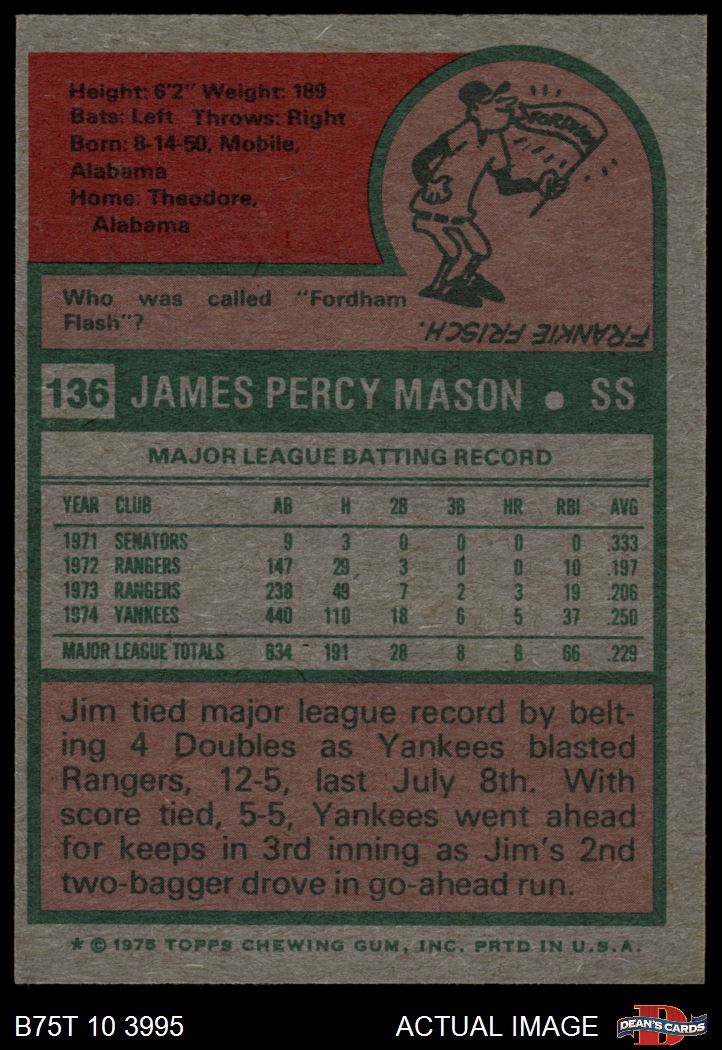 Height: 6'2" Weight: 189
Bats: Left Throws: Right
Born: 8-14-50, Mobile,
Alabama
Home: Theodore,
Alabama
FORDHAM
Who was called "Fordham
Flash"?
FRANKIE FRISCH.
136 JAMES PERCY MASON • SS
MAJOR LEAGUE BATTING RECORD
YEAR CLUB AB H 2B 3B HR RBI AVG
1971 SENATORS 9 3 0 0 0 0 .333
1972 RANGERS 147 29 3 0 0 10 .197
1973 RANGERS 238 49 7 2 3 19 .206
1974 YANKEES 440 110 18 6 5 37 .250
MAJOR LEAGUE TOTALS 834 191 28 8 8 66 .229
Jim tied major league record by belt-
ing 4 Doubles as Yankees blasted
Rangers, 12-5, last July 8th. With
score tied, 5-5, Yankees went ahead
for keeps in 3rd inning as Jim's 2nd
two-bagger drove in go-ahead run.
* © 1975 TOPPS CHEWING GUM, INC. PRTD IN U.S.A.
B75T 10 3995 ACTUAL IMAGE D DEAN'S CARDS